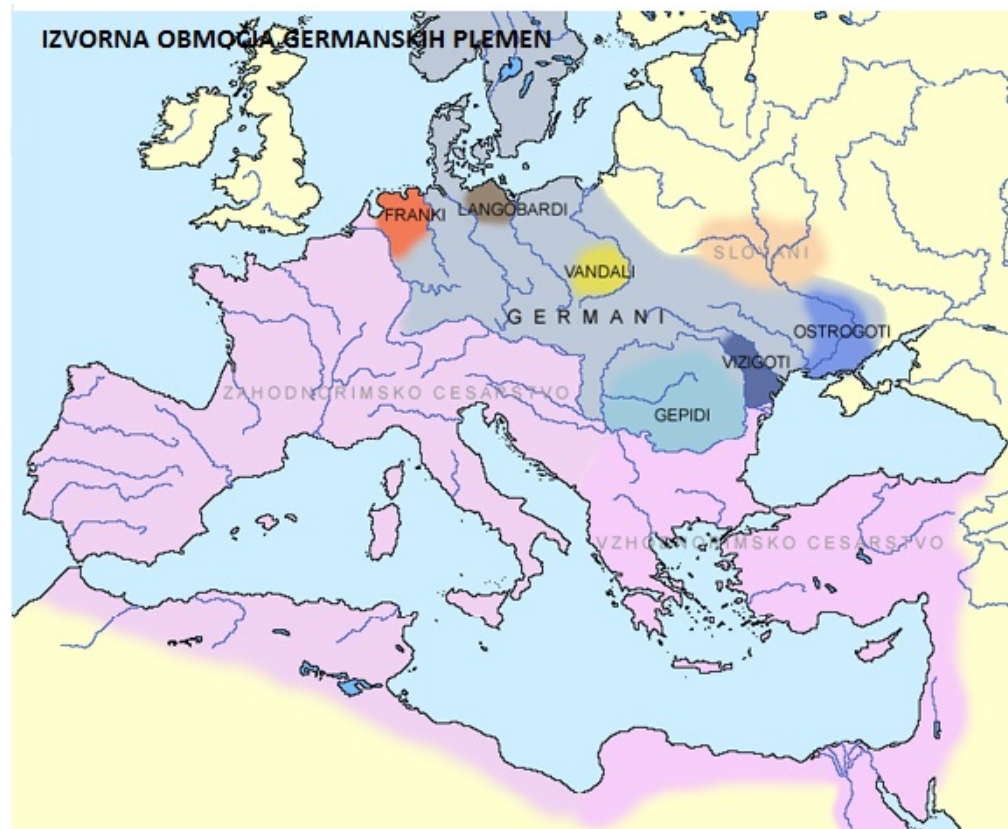 IZVORNA OBMOČJA GERMANSKIH PLEMEN
FRANKI
LANGOBARDI
SLOVANI
VANDALI
GERMANI
OSTROGOTI
VIZIGOTI
ZAHODNORIMSKO CESARSTVO
GEPIDI
VZHODNORIMSKO CESARSTVO